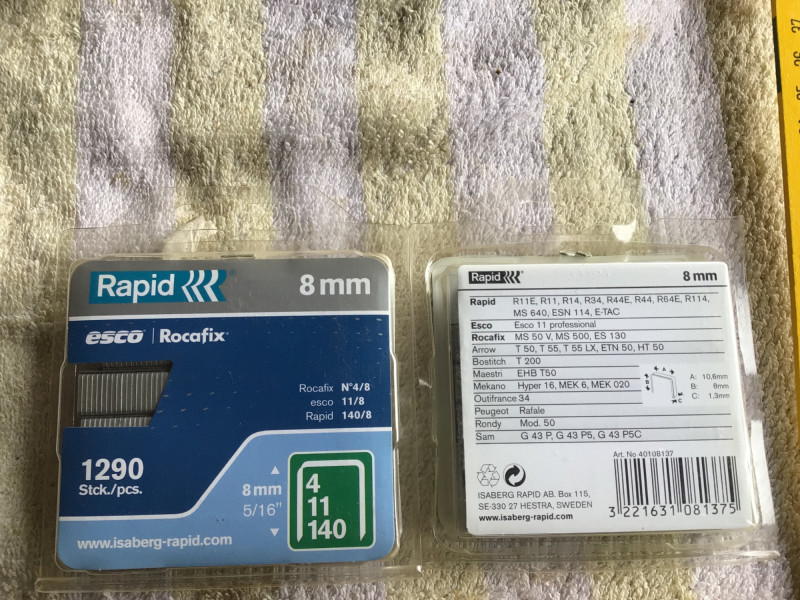 Rapid
8 mm
esco® | Rocafix®
Rocafix N°4/8
esco 11/8
Rapid 140/8
1290
Stck./pcs.
8 mm
5/16"
4
11
140
www.isaberg-rapid.com
Rapid
8 mm
Rapid R11E, R11, R14, R34, R44E, R44, R64E, R114,
MS 640, ESN 114, E-TAC
Esco Esco 11 professional
Rocafix MS 50 V, MS 500, ES 130
Arrow T 50, T 55, T 55 LX, ETN 50, HT 50
Bostitch T 200
Maestri EHB T50
Mekano Hyper 16, MEK 6, MEK 020
Outifrance 34
Peugeot Rafale
Rondy Mod. 50
Sam G 43 P, G 43 P5, G 43 P5C
A
B
C
A: 10,6mm
B: 8mm
C: 1,3mm
Art. No 40108137
ISABERG RAPID AB. Box 115,
SE-330 27 HESTRA, SWEDEN
www.isaberg-rapid.com
3 221631 081375
37
36
35